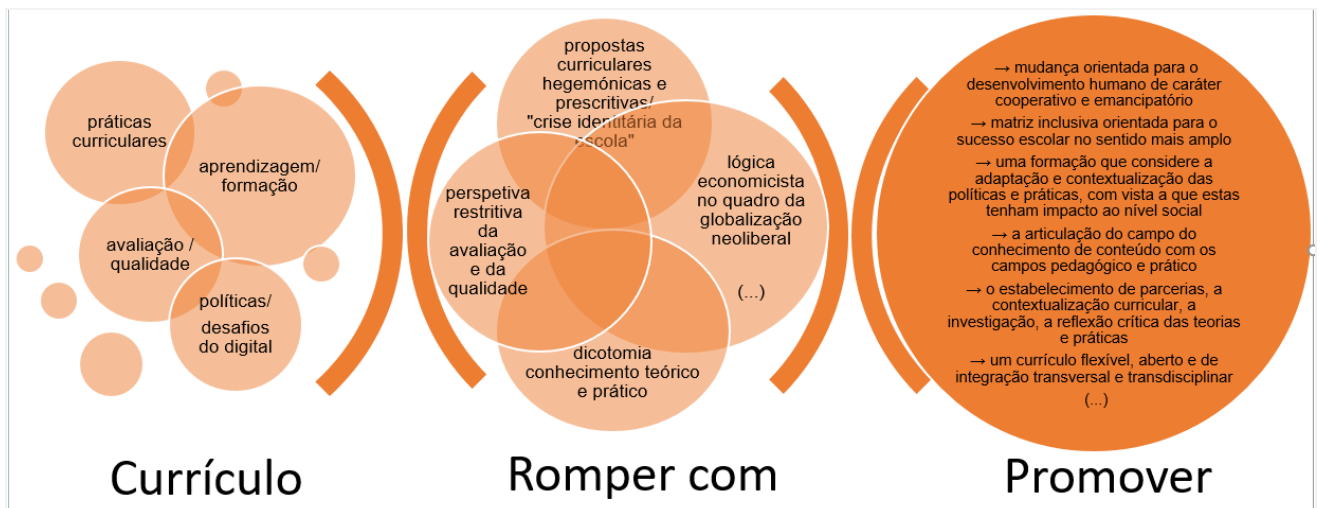 práticas
curriculares
aprendizagem/
formação
avaliação /
qualidade
políticas/
desafios
do digital
Currículo
propostas
curriculares
hegemónicas e
prescritivas/
"crise identitária da
escola"
lógica
economicista
no quadro da
globalização
neoliberal
(...)
perspetiva
restritiva
da
avaliação
e da
qualidade
dicotomia
conhecimento teórico
e prático
Romper com
→ mudança orientada para o
desenvolvimento humano de caráter
cooperativo e emancipatório
→ matriz inclusiva orientada para o
sucesso escolar no sentido mais amplo
→ uma formação que considere a
adaptação e contextualização das
políticas e práticas, com vista a que estas
tenham impacto ao nível social
→ a articulação do campo do
conhecimento de conteúdo com os
campos pedagógico e prático
→ o estabelecimento de parcerias, a
contextualização curricular, a
investigação, a reflexão crítica das teorias
e práticas
→ um currículo flexível, aberto e de
integração transversal e transdisciplinar
(...)
Promover